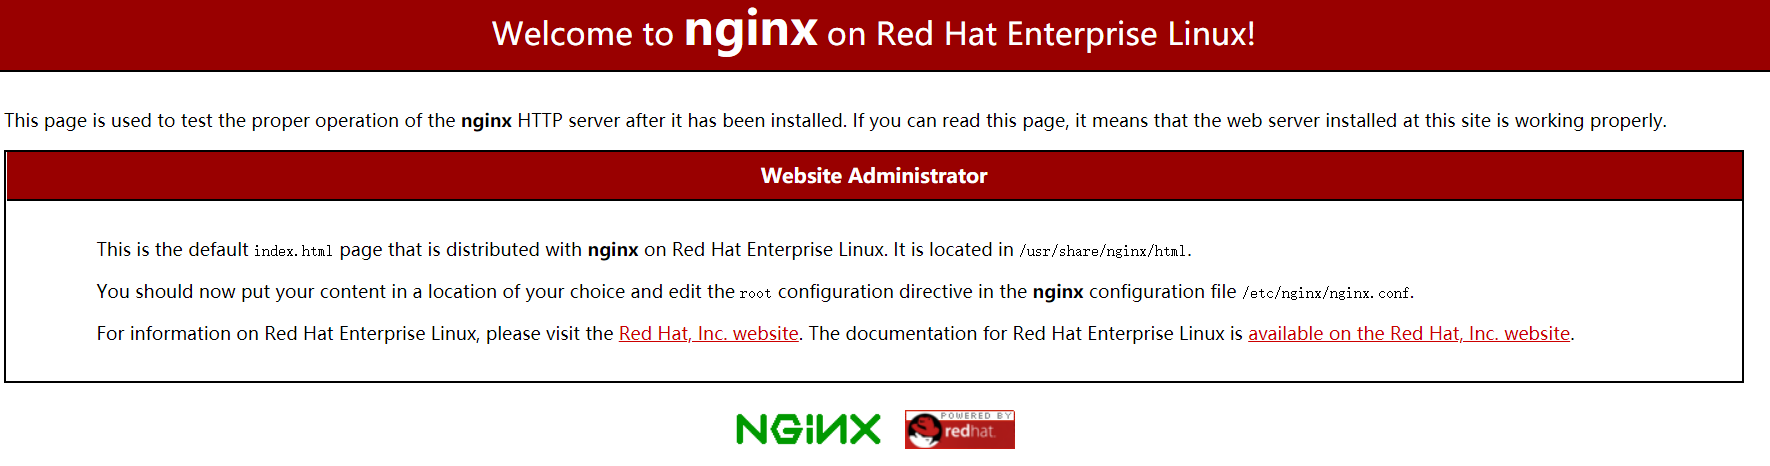 Welcome to nginx on Red Hat Enterprise Linux!
This page is used to test the proper operation of the nginx HTTP server after it has been installed. If you can read this page, it means that the web server installed at this site is working properly.
Website Administrator
This is the default index.html page that is distributed with nginx on Red Hat Enterprise Linux. It is located in /usr/share/nginx/html.
You should now put your content in a location of your choice and edit the root configuration directive in the nginx configuration file /etc/nginx/nginx.conf.
For information on Red Hat Enterprise Linux, please visit the Red Hat, Inc. website. The documentation for Red Hat Enterprise Linux is available on the Red Hat, Inc. website.
NGINX
POWERED BY
redhat.